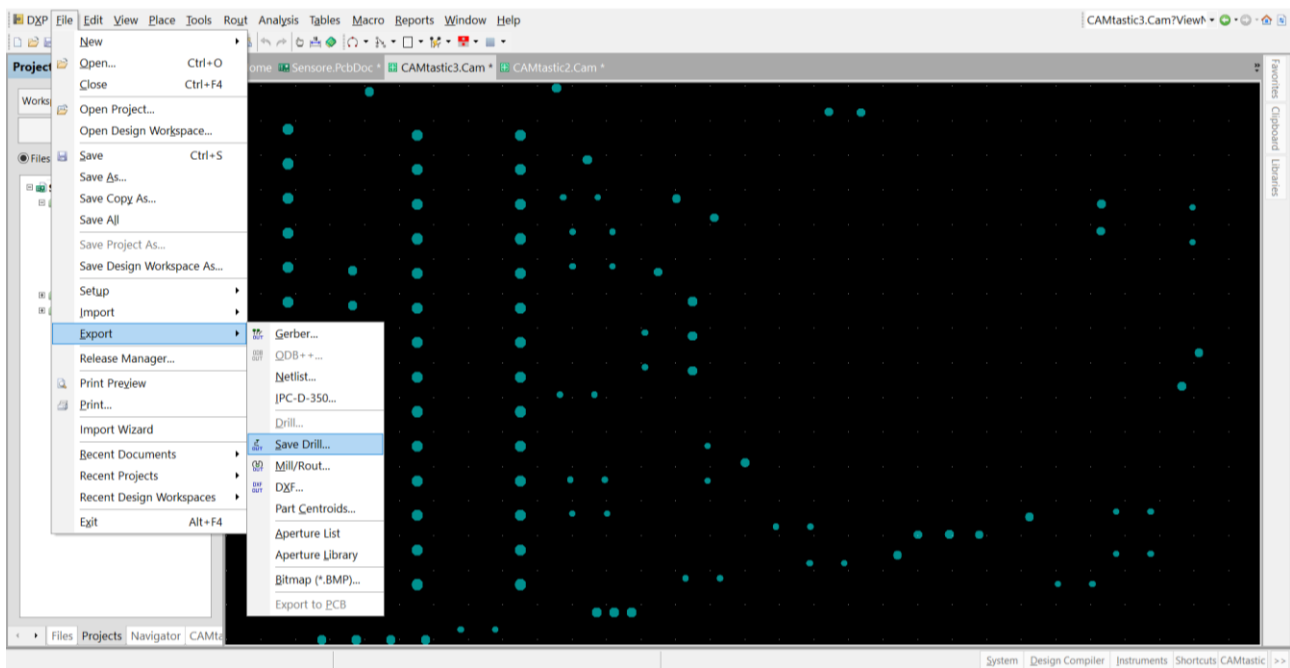 DXP File Edit View Place Tools Rout Analysis Tables Macro Reports Window Help
CAMtastic3.Cam?View
Project
ome Sensore.PcbDoc * CAMtastic3.Cam * CAMtastic2.Cam *
New
Open... Ctrl+O
Close Ctrl+F4
Open Project...
Open Design Workspace...
Save Ctrl+S
Save As...
Save Copy As...
Save All
Save Project As...
Save Design Workspace As...
Setup
Import
Export
Release Manager...
Print Preview
Print...
Import Wizard
Recent Documents
Recent Projects
Recent Design Workspaces
Exit Alt+F4
Works
Files
Gerber...
ODB++...
Netlist...
IPC-D-350...
Drill...
Save Drill...
Mill/Rout...
DXF...
Part Centroids...
Aperture List
Aperture Library
Bitmap (*.BMP)...
Export to PCB
Favorites
Clipboard
Libraries
Files Projects Navigator CAMta
System Design Compiler Instruments Shortcuts CAMtastic >>